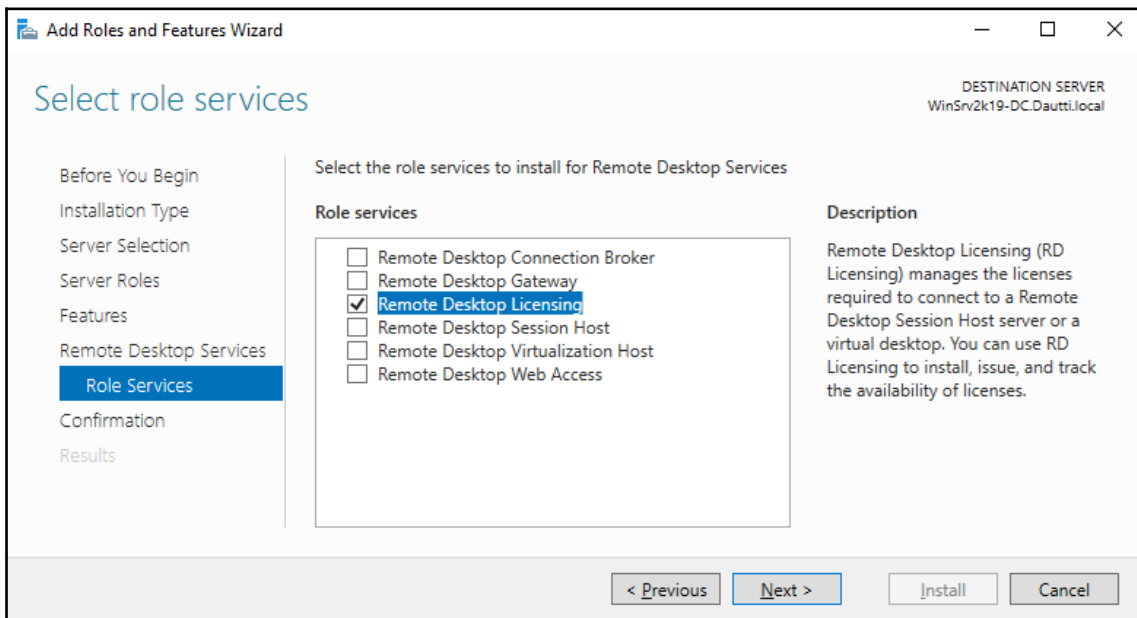 Add Roles and Features Wizard
Select role services
DESTINATION SERVER
WinSrv2k19-DC.Dautti.local
Before You Begin
Installation Type
Server Selection
Server Roles
Features
Remote Desktop Services
Role Services
Confirmation
Results
Select the role services to install for Remote Desktop Services
Role services
Remote Desktop Connection Broker
Remote Desktop Gateway
Remote Desktop Licensing
Remote Desktop Session Host
Remote Desktop Virtualization Host
Remote Desktop Web Access
Description
Remote Desktop Licensing (RD
Licensing) manages the licenses
required to connect to a Remote
Desktop Session Host server or a
virtual desktop. You can use RD
Licensing to install, issue, and track
the availability of licenses.
< Previous
Next >
Install
Cancel